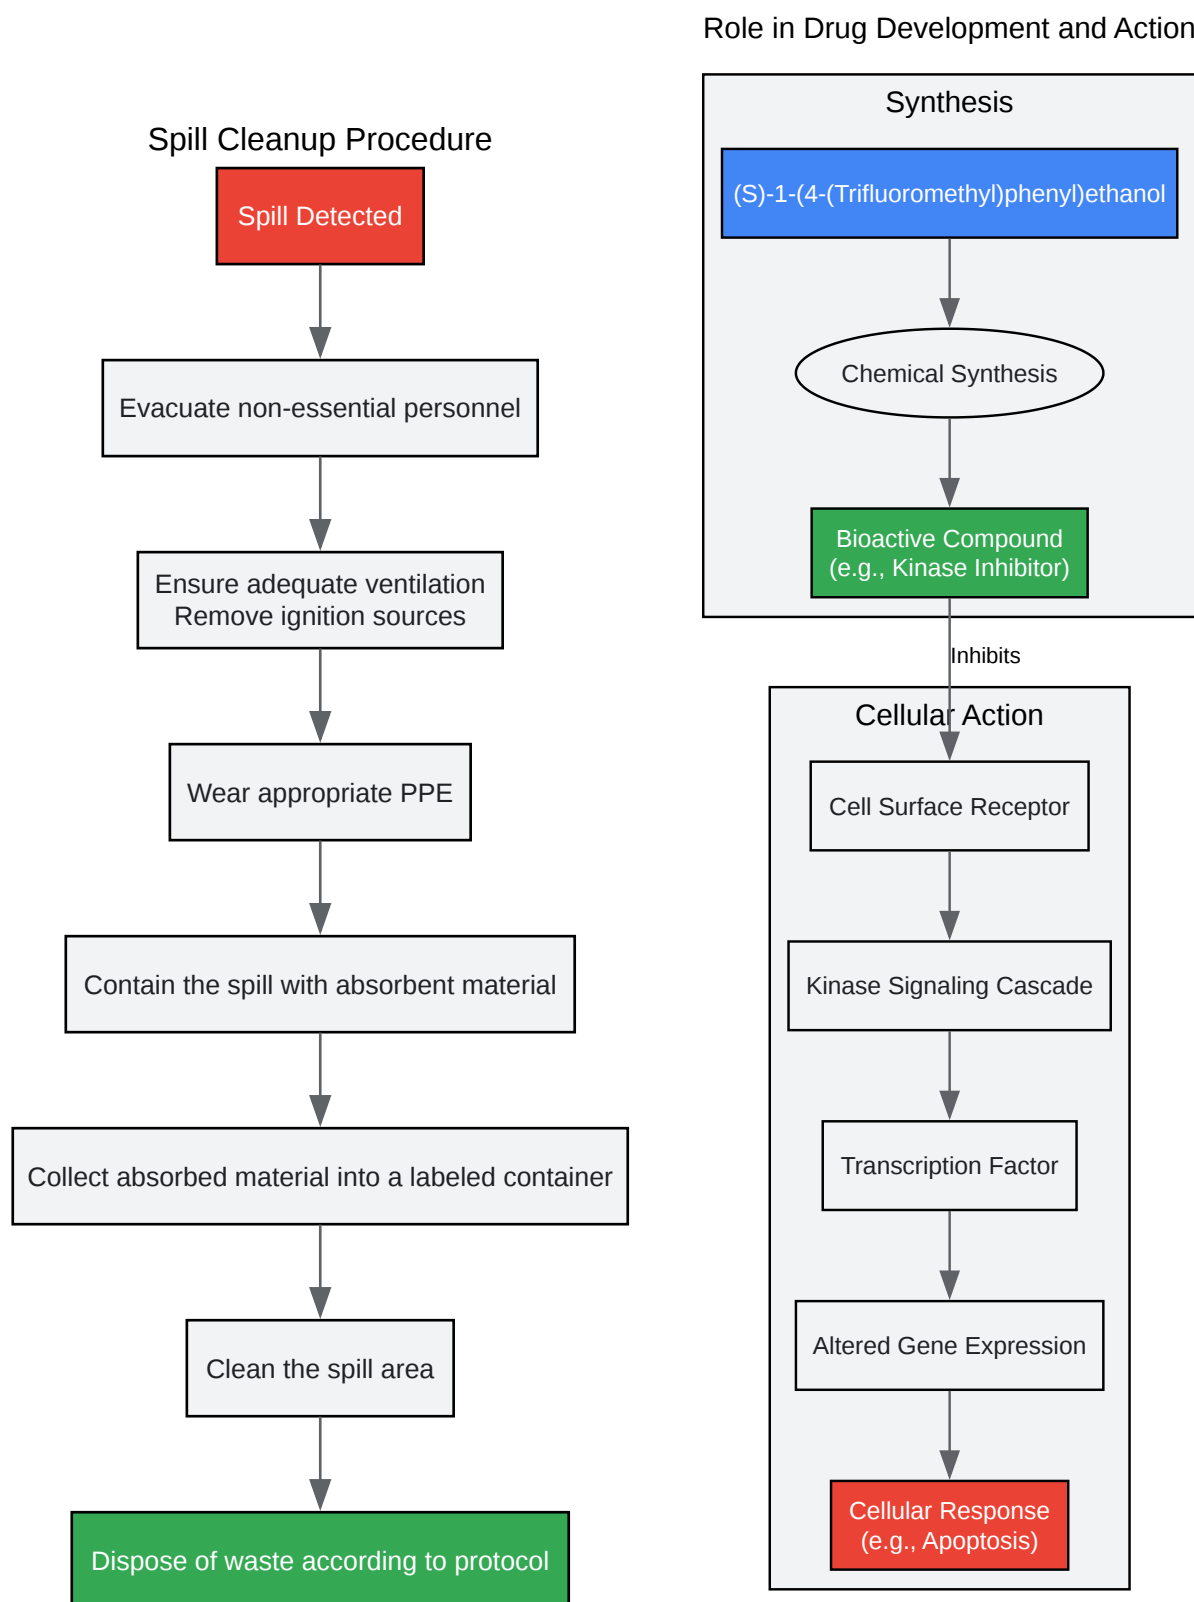 Spill Cleanup Procedure
Spill Detected
Evacuate non-essential personnel
Ensure adequate ventilation
Remove ignition sources
Wear appropriate PPE
Contain the spill with absorbent material
Collect absorbed material into a labeled container
Clean the spill area
Dispose of waste according to protocol
Role in Drug Development and Action
Synthesis
(S)-1-(4-(Trifluoromethyl)phenyl)ethanol
Chemical Synthesis
Bioactive Compound
(e.g., Kinase Inhibitor)
Inhibits
Cellular Action
Cell Surface Receptor
Kinase Signaling Cascade
Transcription Factor
Altered Gene Expression
Cellular Response
(e.g., Apoptosis)